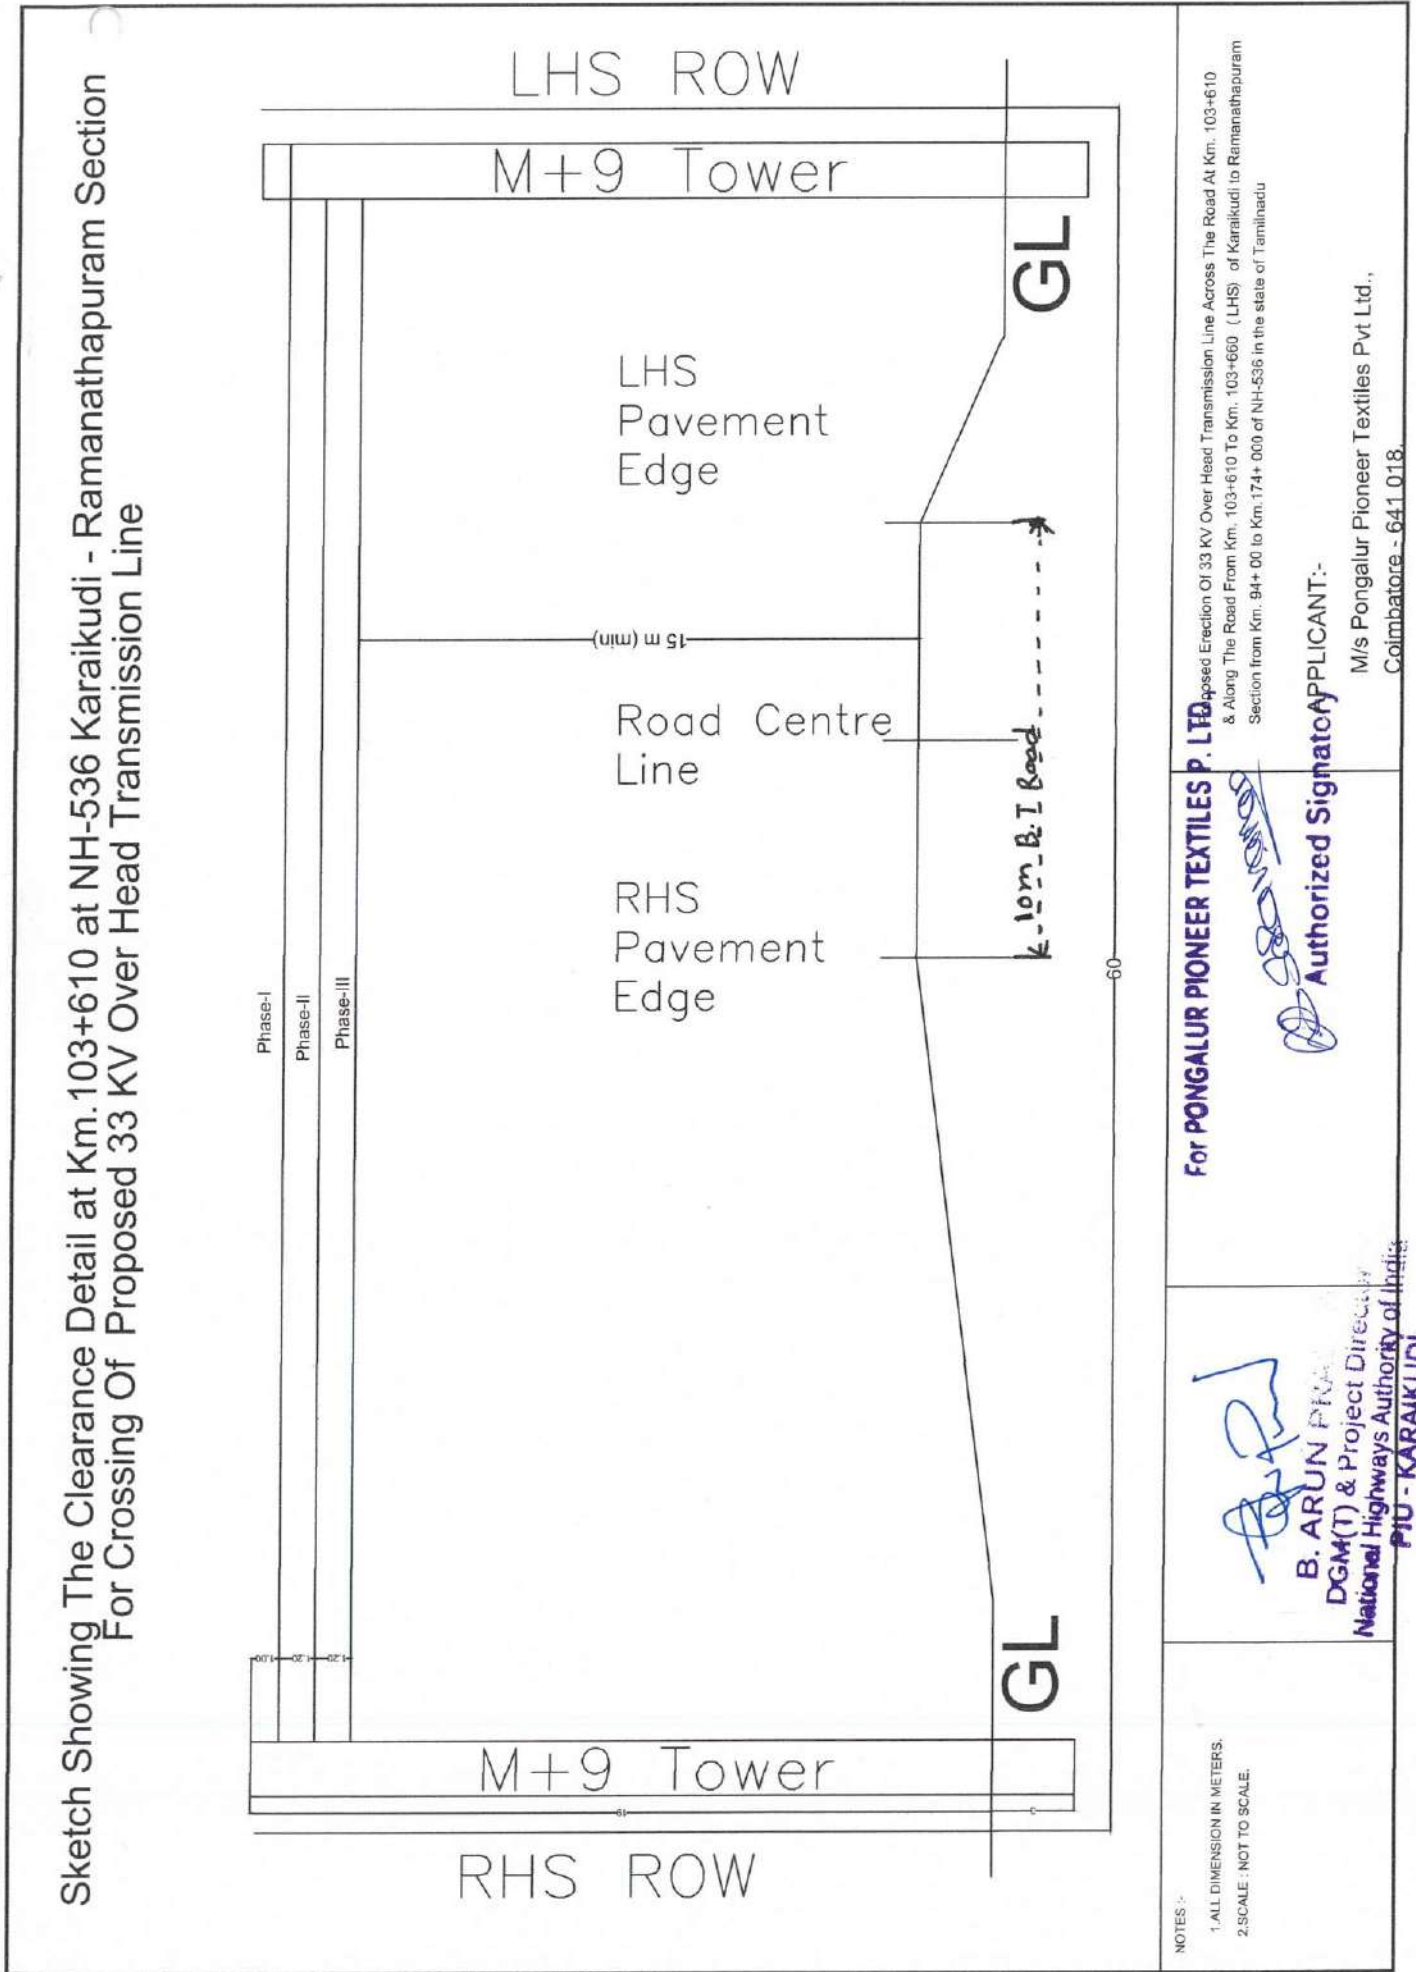 Sketch Showing The Clearance Detail at Km.103+610 at NH-536 Karaikudi - Ramanathapuram Section
For Crossing Of Proposed 33 KV Over Head Transmission Line
Phase-I
Phase-II
Phase-III
1.00
1.20
1.20
RHS ROW
M+9 Tower
19
3
GL
RHS
Pavement
Edge
Road Centre
Line
15 m (min)
LHS
Pavement
Edge
10m B.T Road
GL
M+9 Tower
LHS ROW
60
NOTES :-
1.ALL DIMENSION IN METERS.
2.SCALE : NOT TO SCALE.
B. ARUN
DGM(T) & Project Director
National Highways Authority of India
PIU - KARAIKUDI
For PONGALUR PIONEER TEXTILES P. LTD.,
Authorized Signatory
Proposed Erection Of 33 KV Over Head Transmission Line Across The Road At Km. 103+610
& Along The Road From Km. 103+610 To Km. 103+660 (LHS) of Karaikudi to Ramanathapuram
Section from Km. 94+ 00 to Km.174+ 000 of NH-536 in the state of Tamilnadu
APPLICANT:-
M/s Pongalur Pioneer Textiles Pvt Ltd.,
Coimbatore - 641 018.